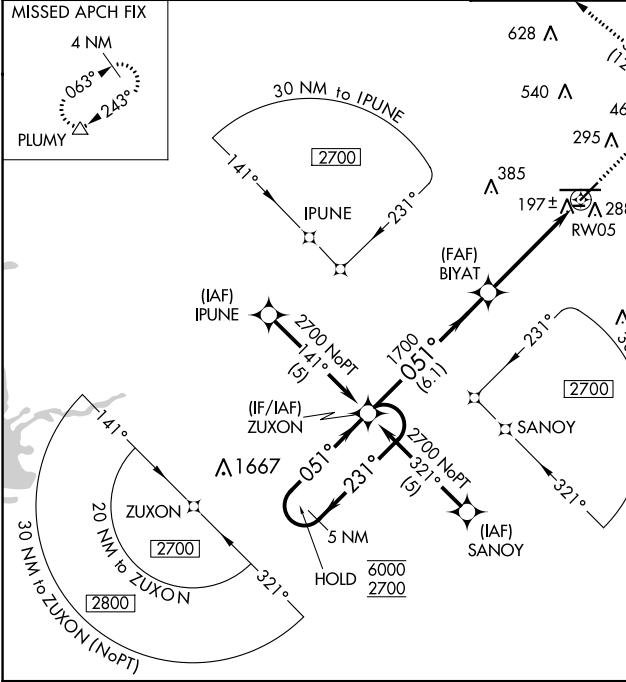 MISSED APCH FIX
4 NM
063°
243°
PLUMY
628
(12
540
46
295
30 NM to IPUNE
2700
141°
231°
IPUNE
385
197±
288
RW05
(FAF)
BIYAT
(IAF)
IPUNE
2700 NoPT
141°
(5)
1700
051°
(6.1)
231°
2700
SANOY
321°
(IF/IAF)
ZUXON
2700 NoPT
321°
(5)
(IAF)
SANOY
051°
231°
5 NM
HOLD
6000
2700
1667
141°
ZUXON
2700
20 NM to ZUXON
321°
2800
30 NM to ZUXON (NoPT)